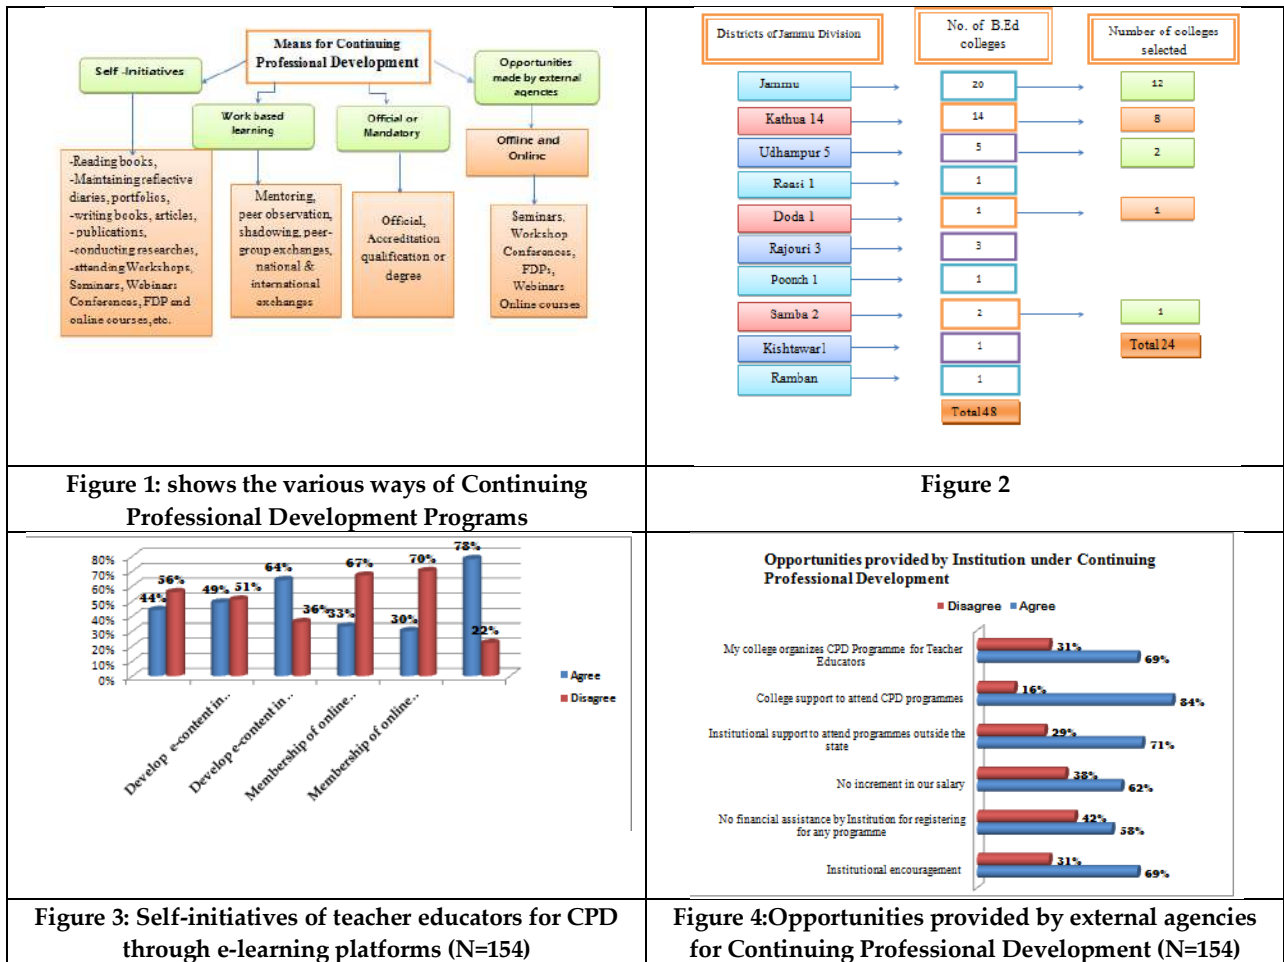 Means for Continuing
Professional Development
Self -Initiatives
Opportunities
made by external
agencies
Work based
learning
Official or
Mandatory
Offline and
Online
-Reading books,
-Maintaining reflective
diaries, portfolios,
-writing books, articles,
- publications,
-conducting researches,
-attending Workshops,
Seminars, Webinars
Conferences, FDP and
online courses, etc.
Mentoring,
peer observation,
shadowing, peer-
group exchanges,
national &
international
exchanges
Official,
Accreditation
qualification or
degree
Seminars,
Workshop
Conferences,
FDPs,
Webinars
Online courses
Figure 1: shows the various ways of Continuing
Professional Development Programs
Districts of Jammu Division
No. of B.Ed
colleges
Number of colleges
selected
Jammu
20
12
Kathua 14
14
8
Udhampur 5
5
2
Reasi 1
1
Doda 1
1
1
Rajouri 3
3
Poonch 1
1
Samba 2
2
1
Kishtawar1
1
Total 24
Ramban
1
Total 48
Figure 2
80%
70%
60%
50%
40%
30%
20%
10%
0%
44%
56%
49%
51%
64%
36%
33%
67%
30%
70%
78%
22%
Agree
Disagree
Develop e-content in..
Develop e-content in..
Membership of online..
Membership of online..
Figure 3: Self-initiatives of teacher educators for CPD
through e-learning platforms (N=154)
Opportunities provided by Institution under Continuing
Professional Development
Disagree Agree
My college organizes CPD Programme for Teacher
Educators
31%
69%
College support to attend CPD programmes
16%
84%
Institutional support to attend programmes outside the
state
29%
71%
No increment in our salary
38%
62%
No financial assistance by Institution for registering
for any programme
42%
58%
Institutional encouragement
31%
69%
Figure 4:Opportunities provided by external agencies
for Continuing Professional Development (N=154)